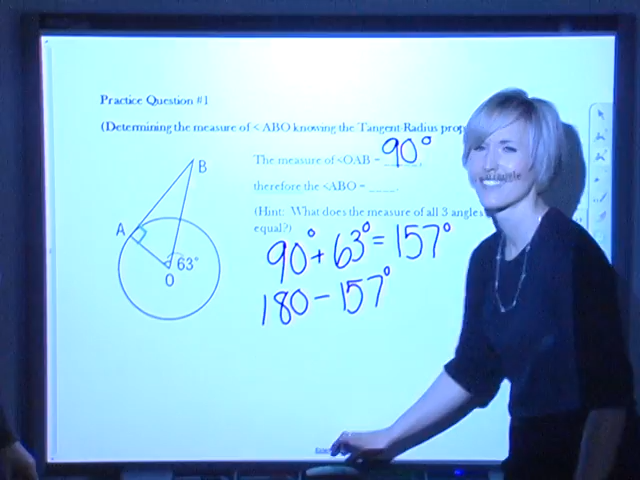 Practice Question #1
(Determining the measure of < ABO knowing the Tangent-Radius
The measure of <OAB = 90°
therefore the <ABO = ____.
(Hint: What does the measure of all 3 angles
equal?)
90° + 63° = 157°
180 - 157°
B
A
63°
O